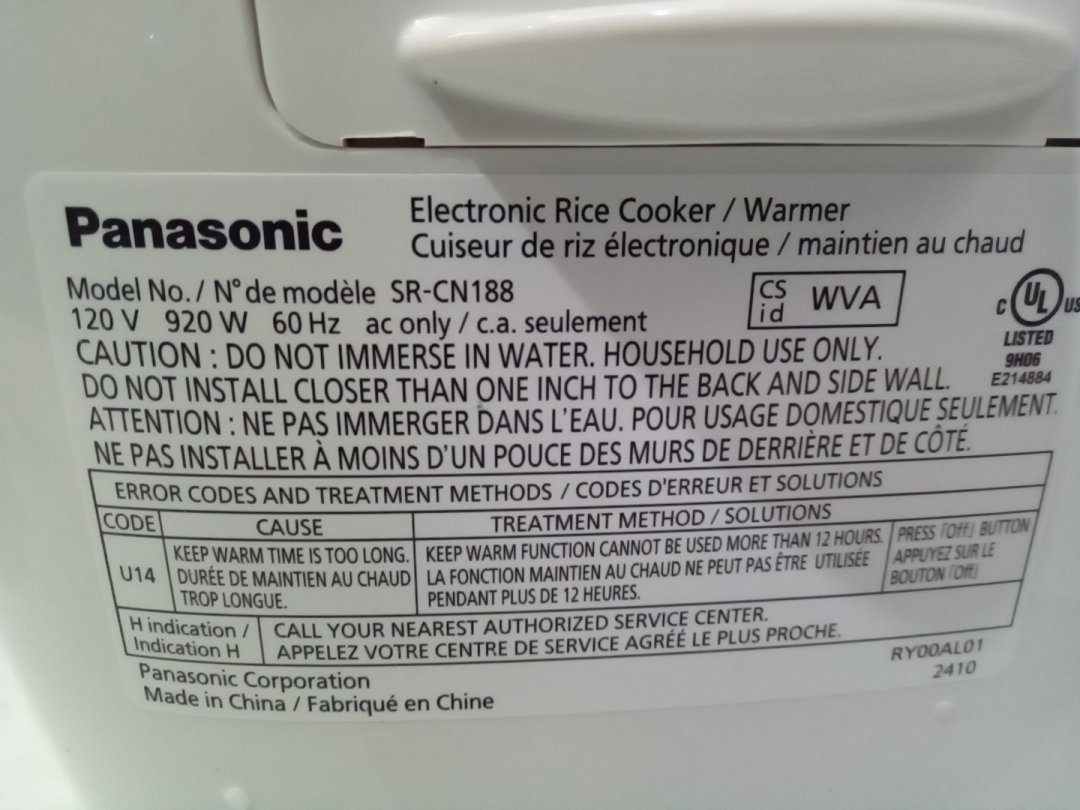 Panasonic
Electronic Rice Cooker / Warmer
Cuiseur de riz électronique / maintien au chaud
Model No. / N° de modèle SR-CN188
120 V 920 W 60 Hz ac only / c.a. seulement
CS
id
WVA
C UL US
LISTED
9H06
E214884
CAUTION : DO NOT IMMERSE IN WATER. HOUSEHOLD USE ONLY.
DO NOT INSTALL CLOSER THAN ONE INCH TO THE BACK AND SIDE WALL.
ATTENTION : NE PAS IMMERGER DANS L'EAU. POUR USAGE DOMESTIQUE SEULEMENT.
NE PAS INSTALLER À MOINS D'UN POUCE DES MURS DE DERRIÈRE ET DE CÔTÉ.
ERROR CODES AND TREATMENT METHODS / CODES D'ERREUR ET SOLUTIONS
CODE
CAUSE
TREATMENT METHOD / SOLUTIONS
U14
KEEP WARM TIME IS TOO LONG.
DURÉE DE MAINTIEN AU CHAUD
TROP LONGUE.
KEEP WARM FUNCTION CANNOT BE USED MORE THAN 12 HOURS.
LA FONCTION MAINTIEN AU CHAUD NE PEUT PAS ÊTRE UTILISÉE
PENDANT PLUS DE 12 HEURES.
PRESS「Off」BUTTON
APPUYEZ SUR LE
BOUTON「Off」
H indication /
Indication H
CALL YOUR NEAREST AUTHORIZED SERVICE CENTER.
APPELEZ VOTRE CENTRE DE SERVICE AGRÉÉ LE PLUS PROCHE.
Panasonic Corporation
Made in China / Fabriqué en Chine
RY00AL01
2410